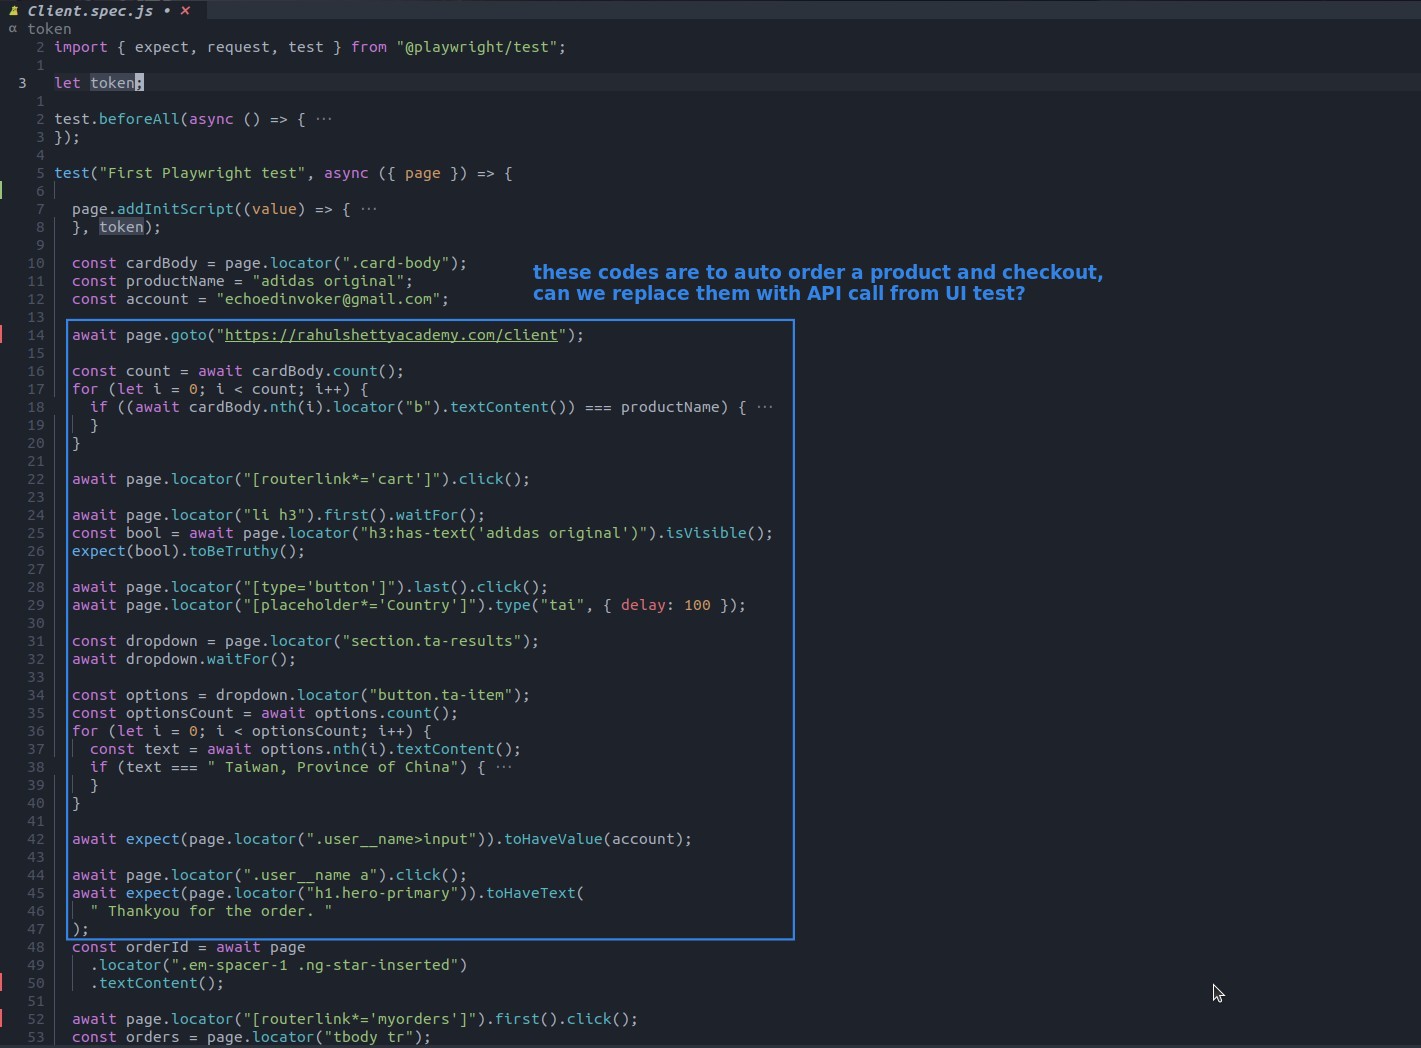 Client.spec.js • ✕
α token
2 import { expect, request, test } from "@playwright/test";
1
3 let token;
1
2 test.beforeAll(async () => { ···
3 });
4
5 test("First Playwright test", async ({ page }) => {
6
7 page.addInitScript((value) => { ···
8 }, token);
9
10 const cardBody = page.locator(".card-body");
11 const productName = "adidas original";
12 const account = "echoedinvoker@gmail.com";
these codes are to auto order a product and checkout,
can we replace them with API call from UI test?
13
14 await page.goto("https://rahulshettyacademy.com/client");
15
16 const count = await cardBody.count();
17 for (let i = 0; i < count; i++) {
18 if ((await cardBody.nth(i).locator("b").textContent()) === productName) { ···
19 }
20 }
21
22 await page.locator("[routerlink*='cart']").click();
23
24 await page.locator("li h3").first().waitFor();
25 const bool = await page.locator("h3:has-text('adidas original')").isVisible();
26 expect(bool).toBeTruthy();
27
28 await page.locator("[type='button']").last().click();
29 await page.locator("[placeholder*='Country']").type("tai", { delay: 100 });
30
31 const dropdown = page.locator("section.ta-results");
32 await dropdown.waitFor();
33
34 const options = dropdown.locator("button.ta-item");
35 const optionsCount = await options.count();
36 for (let i = 0; i < optionsCount; i++) {
37 const text = await options.nth(i).textContent();
38 if (text === " Taiwan, Province of China") { ···
39 }
40 }
41
42 await expect(page.locator(".user__name>input")).toHaveValue(account);
43
44 await page.locator(".user__name a").click();
45 await expect(page.locator("h1.hero-primary")).toHaveText(
46 " Thankyou for the order. "
47 );
48 const orderId = await page
49 .locator(".em-spacer-1 .ng-star-inserted")
50 .textContent();
51
52 await page.locator("[routerlink*='myorders']").first().click();
53 const orders = page.locator("tbody tr");